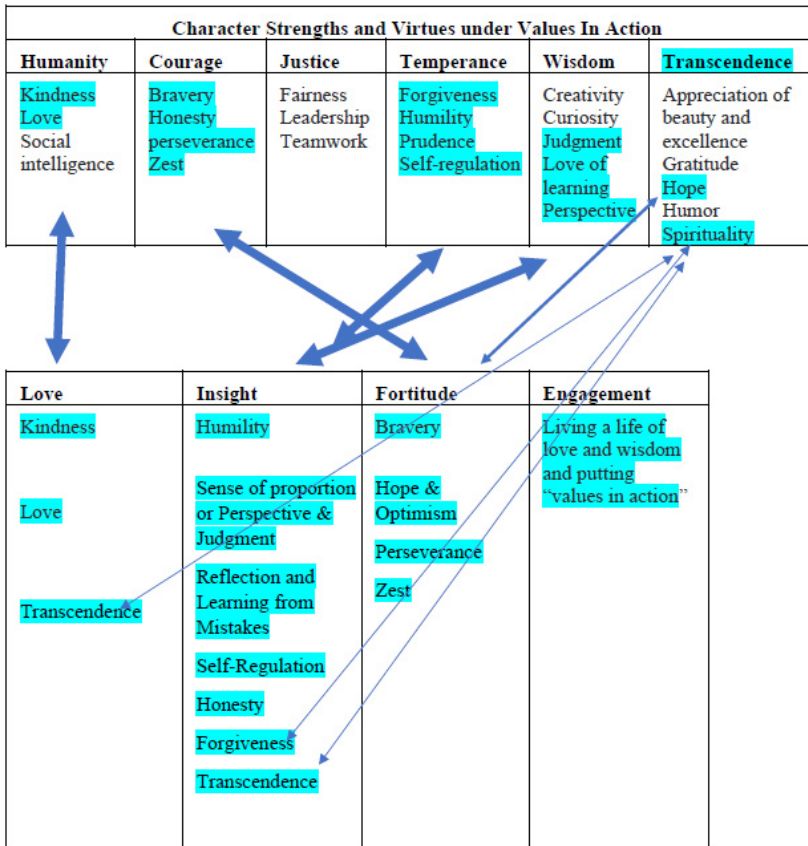 Character Strengths and Virtues under Values In Action
Humanity
Courage
Justice
Temperance
Wisdom
Transcendence
Kindness
Love
Social
intelligence
Bravery
Honesty
perseverance
Zest
Fairness
Leadership
Teamwork
Forgiveness
Humility
Prudence
Self-regulation
Creativity
Curiosity
Judgment
Love of
learning
Perspective
Appreciation of
beauty and
excellence
Gratitude
Hope
Humor
Spirituality
Love
Insight
Fortitude
Engagement
Kindness
Love
Transcendence
Humility
Sense of proportion
or Perspective &
Judgment
Reflection and
Learning from
Mistakes
Self-Regulation
Honesty
Forgiveness
Transcendence
Bravery
Hope &
Optimism
Perseverance
Zest
Living a life of
love and wisdom
and putting
“values in action”